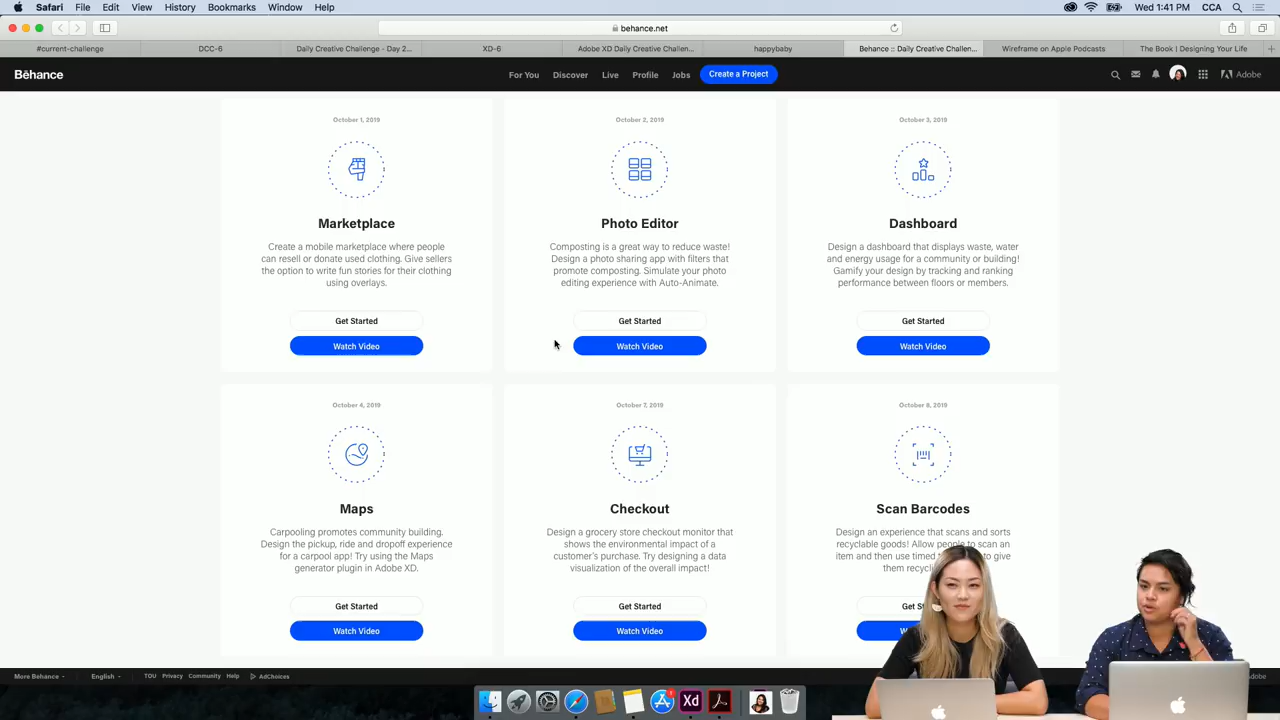 Safari File Edit View History Bookmarks Window Help
Wed 1:41 PM CCA
behance.net
#current-challenge
DCC-6
Daily Creative Challenge - Day 2...
XD-6
Adobe XD Daily Creative Challen...
happybaby
Behance :: Daily Creative Challen...
Wireframe on Apple Podcasts
The Book | Designing Your Life
Bēhance
For You Discover Live Profile Jobs Create a Project
Adobe
October 1, 2019
Marketplace
Create a mobile marketplace where people
can resell or donate used clothing. Give sellers
the option to write fun stories for their clothing
using overlays.
Get Started
Watch Video
October 2, 2019
Photo Editor
Composting is a great way to reduce waste!
Design a photo sharing app with filters that
promote composting. Simulate your photo
editing experience with Auto-Animate.
Get Started
Watch Video
October 3, 2019
Dashboard
Design a dashboard that displays waste, water
and energy usage for a community or building!
Gamify your design by tracking and ranking
performance between floors or members.
Get Started
Watch Video
October 4, 2019
Maps
Carpooling promotes community building.
Design the pickup, ride and dropoff experience
for a carpool app! Try using the Maps
generator plugin in Adobe XD.
Get Started
Watch Video
October 7, 2019
Checkout
Design a grocery store checkout monitor that
shows the environmental impact of a
customer's purchase. Try designing a data
visualization of the overall impact!
Get Started
Watch Video
October 8, 2019
Scan Barcodes
Design an experience that scans and sorts
recyclable goods! Allow people to scan an
item and then use timed to give
them
More Behance English TOU Privacy Community Help AdChoices
Xd